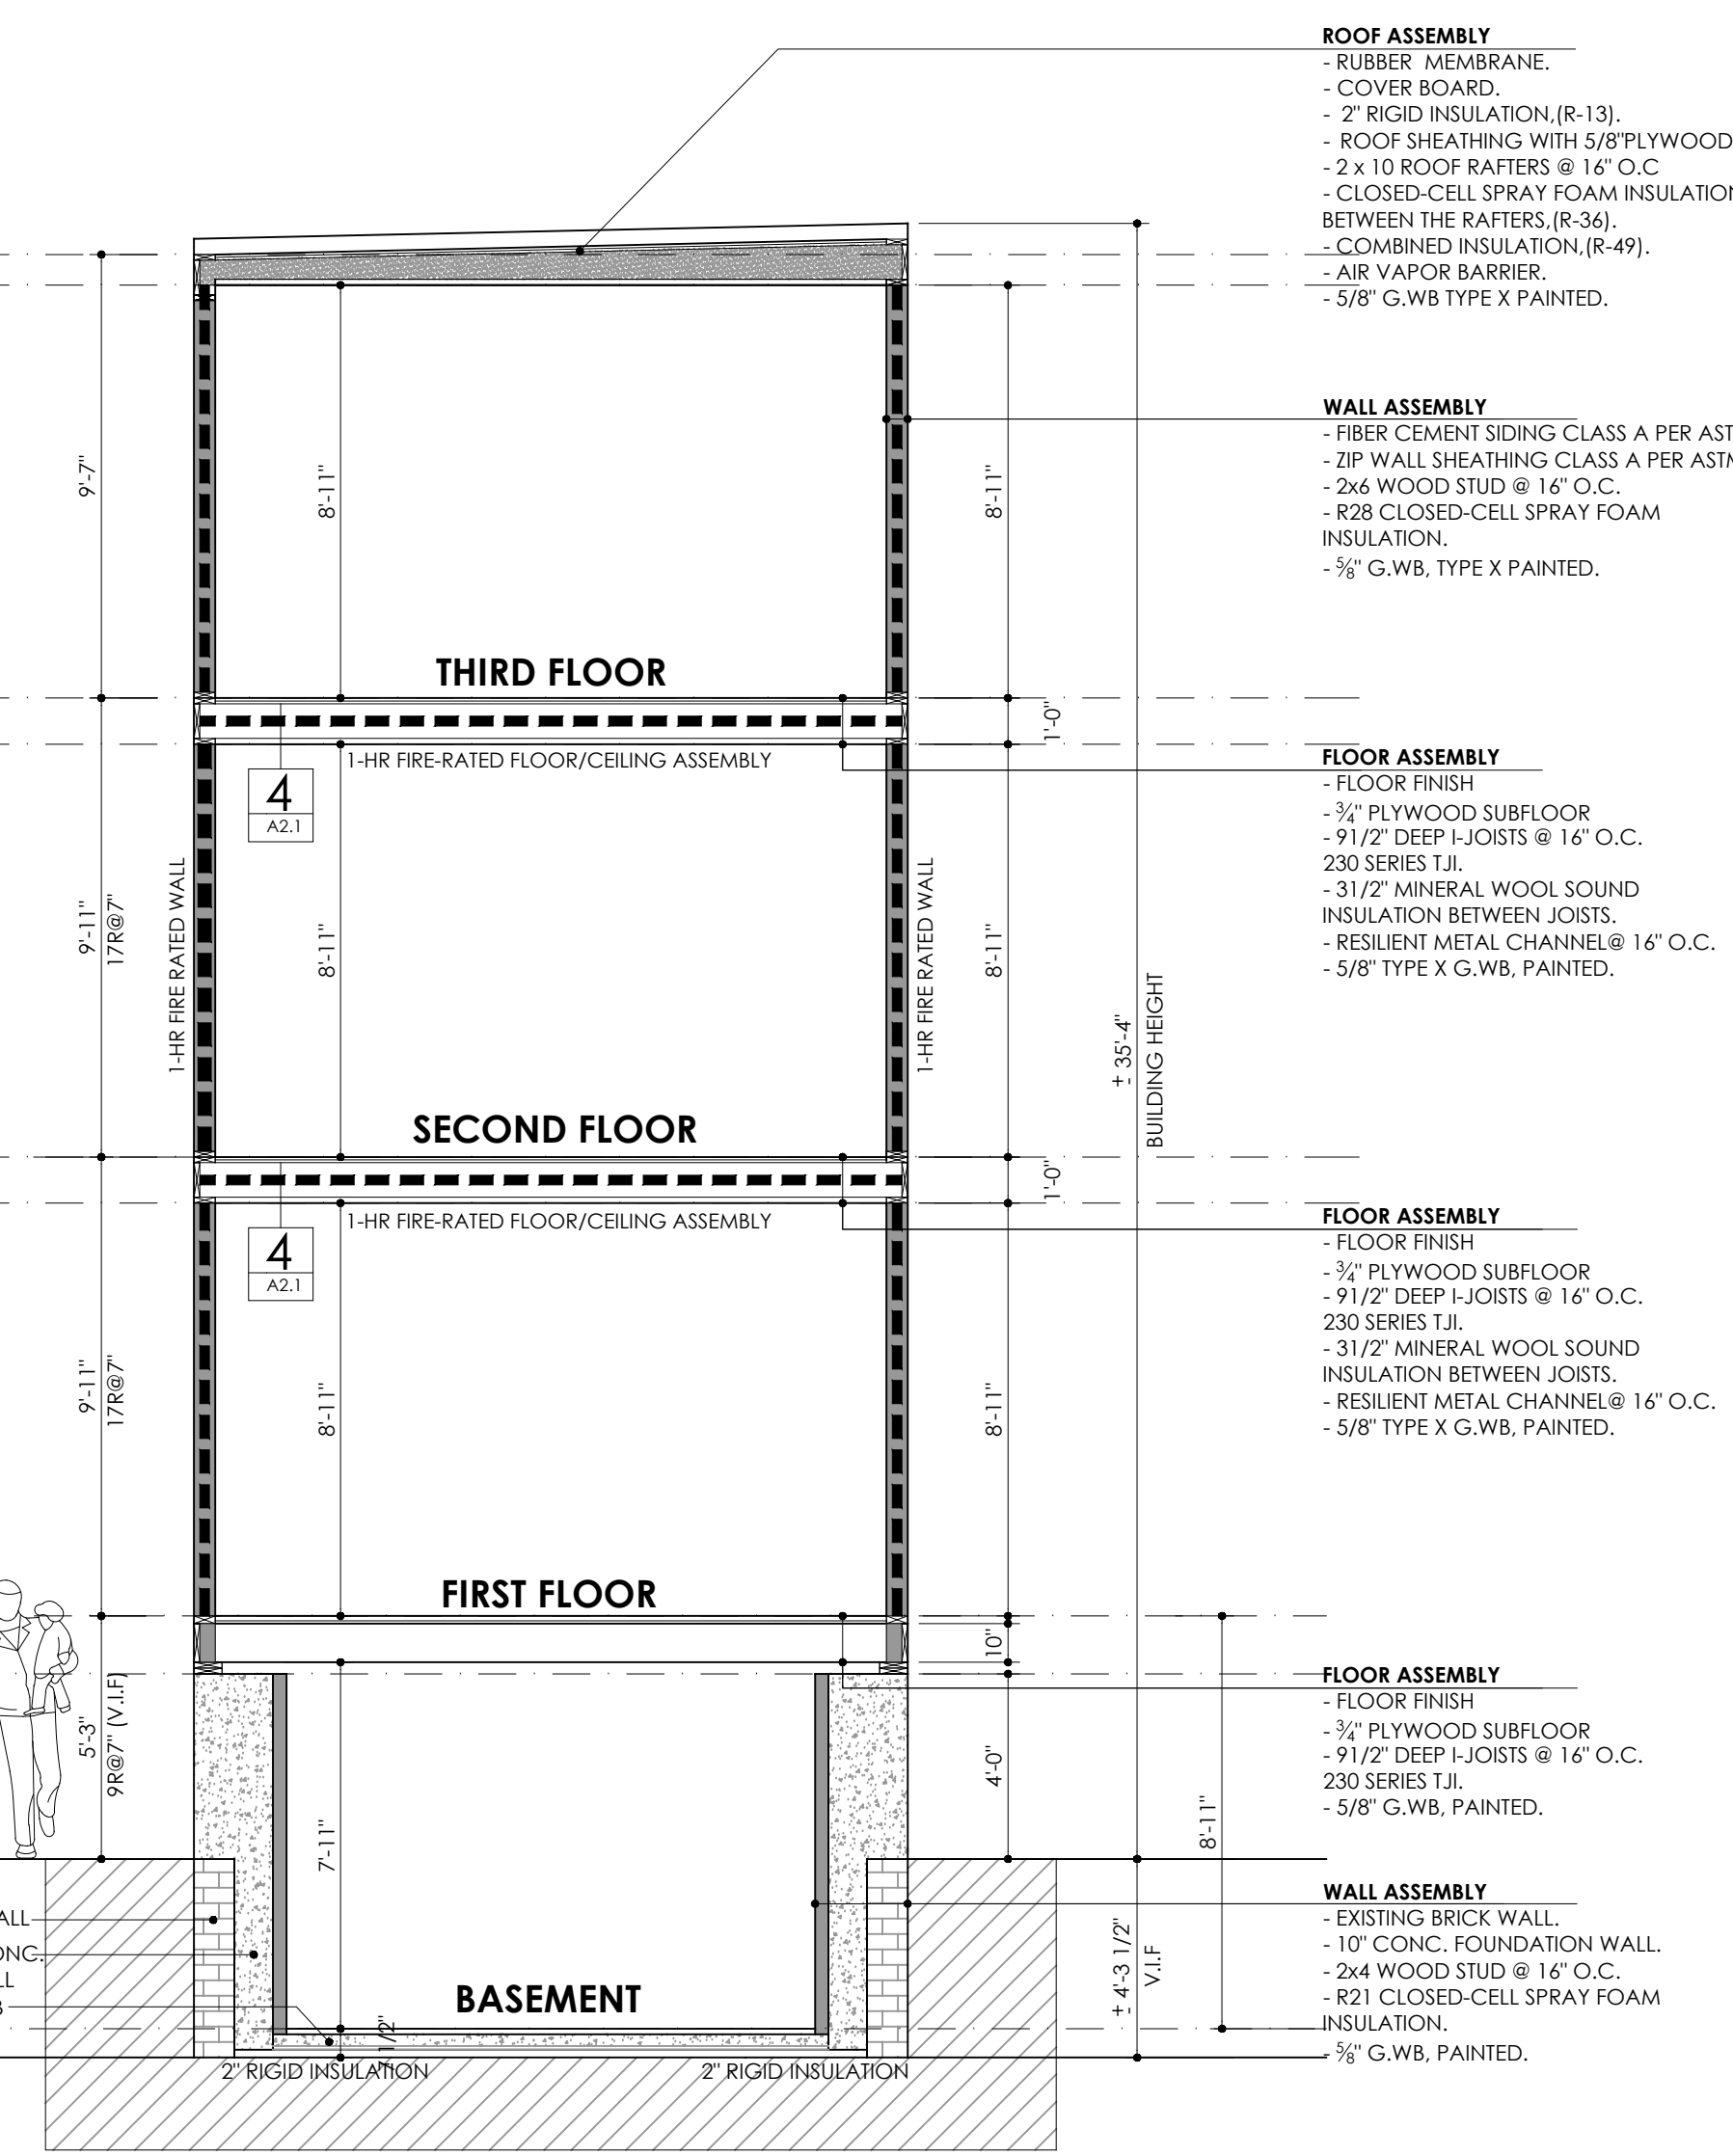 ROOF ASSEMBLY
- RUBBER MEMBRANE.
- COVER BOARD.
- 2" RIGID INSULATION,(R-13).
- ROOF SHEATHING WITH 5/8"PLYWOOD
- 2 x 10 ROOF RAFTERS @ 16" O.C
- CLOSED-CELL SPRAY FOAM INSULATION
BETWEEN THE RAFTERS,(R-36).
- COMBINED INSULATION,(R-49).
- AIR VAPOR BARRIER.
- 5/8" G.WB TYPE X PAINTED.
WALL ASSEMBLY
- FIBER CEMENT SIDING CLASS A PER AST
- ZIP WALL SHEATHING CLASS A PER ASTM
- 2x6 WOOD STUD @ 16" O.C.
- R28 CLOSED-CELL SPRAY FOAM
INSULATION.
- ⅝" G.WB, TYPE X PAINTED.
9'-7"
8'-11"
8'-11"
THIRD FLOOR
1'-0"
1-HR FIRE-RATED FLOOR/CEILING ASSEMBLY
4
A2.1
FLOOR ASSEMBLY
- FLOOR FINISH
- ¾" PLYWOOD SUBFLOOR
- 91/2" DEEP I-JOISTS @ 16" O.C.
230 SERIES TJI.
- 31/2" MINERAL WOOL SOUND
INSULATION BETWEEN JOISTS.
- RESILIENT METAL CHANNEL@ 16" O.C.
- 5/8" TYPE X G.WB, PAINTED.
9'-11"
17R@7"
1-HR FIRE RATED WALL
8'-11"
1-HR FIRE RATED WALL
8'-11"
+- 35'-4"
BUILDING HEIGHT
SECOND FLOOR
1'-0"
1-HR FIRE-RATED FLOOR/CEILING ASSEMBLY
4
A2.1
FLOOR ASSEMBLY
- FLOOR FINISH
- ¾" PLYWOOD SUBFLOOR
- 91/2" DEEP I-JOISTS @ 16" O.C.
230 SERIES TJI.
- 31/2" MINERAL WOOL SOUND
INSULATION BETWEEN JOISTS.
- RESILIENT METAL CHANNEL@ 16" O.C.
- 5/8" TYPE X G.WB, PAINTED.
9'-11"
17R@7"
8'-11"
8'-11"
FIRST FLOOR
10"
FLOOR ASSEMBLY
- FLOOR FINISH
- ¾" PLYWOOD SUBFLOOR
- 91/2" DEEP I-JOISTS @ 16" O.C.
230 SERIES TJI.
- 5/8" G.WB, PAINTED.
5'-3"
9R@7" (V.I.F)
7'-11"
4'-0"
8'-11"
WALL ASSEMBLY
- EXISTING BRICK WALL.
- 10" CONC. FOUNDATION WALL.
- 2x4 WOOD STUD @ 16" O.C.
- R21 CLOSED-CELL SPRAY FOAM
INSULATION.
- ⅝" G.WB, PAINTED.
ALL
ONC.
LL
B
BASEMENT
+- 4'-3 1/2"
V.I.F
2" RIGID INSULATION
2" RIGID INSULATION